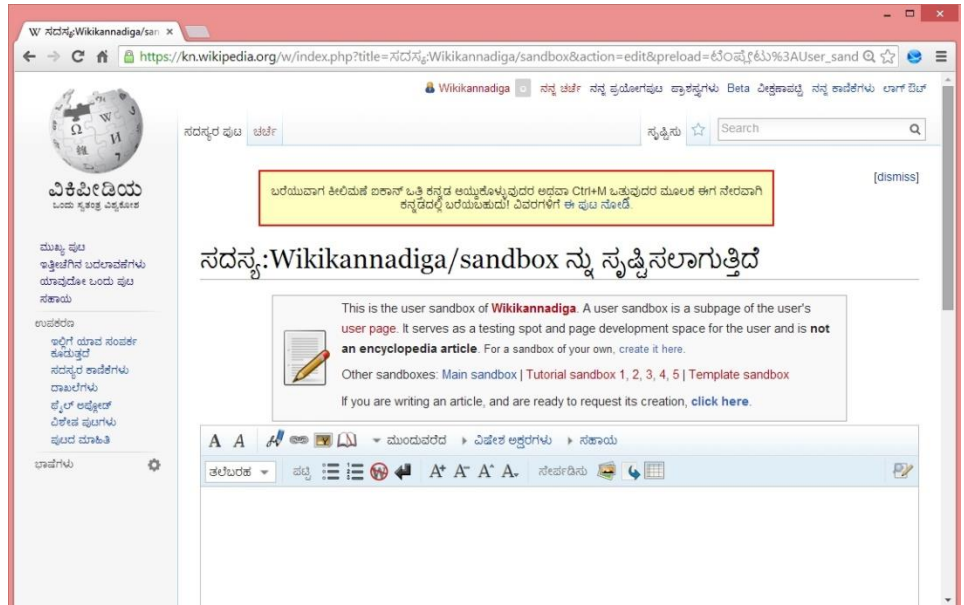 ಸದಸ್ಯ:Wikikannadiga/san ×
https://kn.wikipedia.org/w/index.php?title=ಸದಸ್ಯ:Wikikannadiga/sandbox&action=edit&preload=ಟೆಂಪ್ಲೇಟು%3AUser_sand
Wikikannadiga ನನ್ನ ಚರ್ಚೆ ನನ್ನ ಪ್ರಯೋಗಪುಟ ಪ್ರಾಶಸ್ತ್ಯಗಳು Beta ವೀಕ್ಷಣಾಪಟ್ಟಿ ನನ್ನ ಕಾಣಿಕೆಗಳು ಲಾಗ್ ಔಟ್
ಸದಸ್ಯರ ಪುಟ ಚರ್ಚೆ ಸೃಷ್ಟಿಸು Search
ವಿಕಿಪೀಡಿಯ
ಒಂದು ಸ್ವತಂತ್ರ ವಿಶ್ವಕೋಶ
ಮುಖ್ಯ ಪುಟ
ಇತ್ತೀಚೆಗಿನ ಬದಲಾವಣೆಗಳು
ಯಾವುದೋ ಒಂದು ಪುಟ
ಸಹಾಯ
ಉಪಕರಣ
ಇಲ್ಲಿಗೆ ಯಾವ ಸಂಪರ್ಕ
ಕೂಡುತ್ತದೆ
ಸದಸ್ಯರ ಕಾಣಿಕೆಗಳು
ದಾಖಲೆಗಳು
ಫೈಲ್ ಅಪ್ಲೋಡ್
ವಿಶೇಷ ಪುಟಗಳು
ಪುಟದ ಮಾಹಿತಿ
ಭಾಷೆಗಳು
[dismiss]
ಬರೆಯುವಾಗ ಕೀಲಿಮಣೆ ಐಕಾನ್ ಒತ್ತಿ ಕನ್ನಡ ಆಯ್ದುಕೊಳ್ಳುವುದರ ಅಥವಾ Ctrl+M ಒತ್ತುವುದರ ಮೂಲಕ ಈಗ ನೇರವಾಗಿ
ಕನ್ನಡದಲ್ಲಿ ಬರೆಯಬಹುದು! ವಿವರಗಳಿಗೆ ಈ ಪುಟ ನೋಡಿ.
ಸದಸ್ಯ:Wikikannadiga/sandbox ನ್ನು ಸೃಷ್ಟಿಸಲಾಗುತ್ತಿದೆ
This is the user sandbox of Wikikannadiga. A user sandbox is a subpage of the user's
user page. It serves as a testing spot and page development space for the user and is not
an encyclopedia article. For a sandbox of your own, create it here.
Other sandboxes: Main sandbox | Tutorial sandbox 1, 2, 3, 4, 5 | Template sandbox
If you are writing an article, and are ready to request its creation, click here.
A A ಮುಂದುವರೆದ ವಿಷೇಶ ಅಕ್ಷರಗಳು ಸಹಾಯ
ತಲೆಬರಹ ಪಟ್ಟಿ A A A A ಸೇರ್ಪಡಿಸು